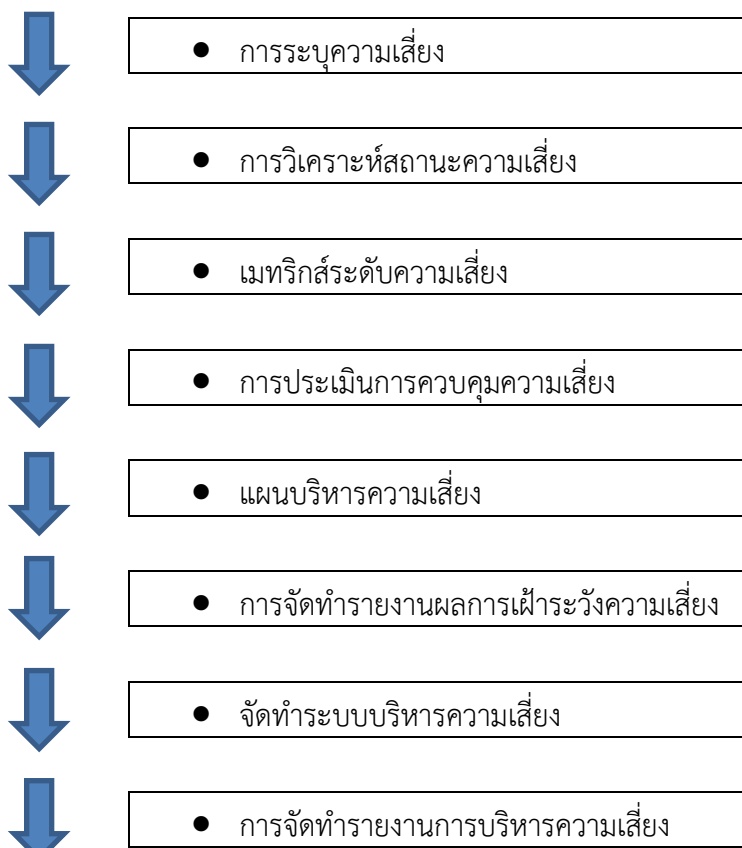 ● การระบุความเสี่ยง
● การวิเคราะห์สถานะความเสี่ยง
● เมทริกส์ระดับความเสี่ยง
● การประเมินการควบคุมความเสี่ยง
● แผนบริหารความเสี่ยง
● การจัดทำรายงานผลการเฝ้าระวังความเสี่ยง
● จัดทำระบบบริหารความเสี่ยง
● การจัดทำรายงานการบริหารความเสี่ยง